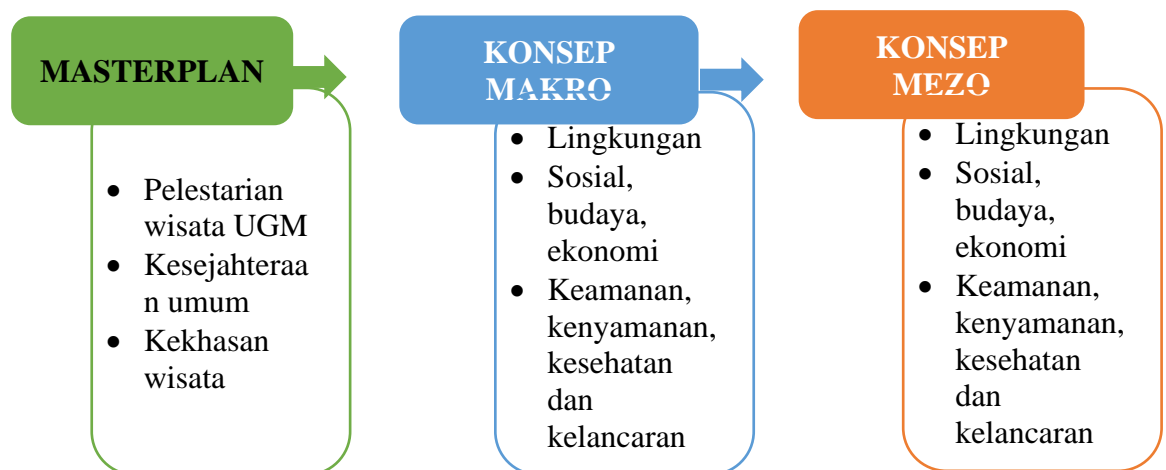 MASTERPLAN
• Pelestarian
wisata UGM
• Kesejahteraa
n umum
• Kekhasan
wisata
KONSEP
MAKRO
• Lingkungan
• Sosial,
budaya,
ekonomi
• Keamanan,
kenyamanan,
kesehatan
dan
kelancaran
KONSEP
MEZO
• Lingkungan
• Sosial,
budaya,
ekonomi
• Keamanan,
kenyamanan,
kesehatan
dan
kelancaran